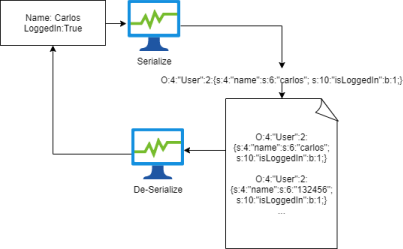 Name: Carlos
LoggedIn:True
Serialize
O:4:"User":2:{s:4:"name":s:6:"carlos"; s:10:"isLoggedIn":b:1;}
O:4:"User":2:
{s:4:"name":s:6:"carlos";
s:10:"isLoggedIn":b:1;}
O:4:"User":2:
{s:4:"name":s:6:"132456";
s:10:"isLoggedIn":b:1;}
...
De-Serialize